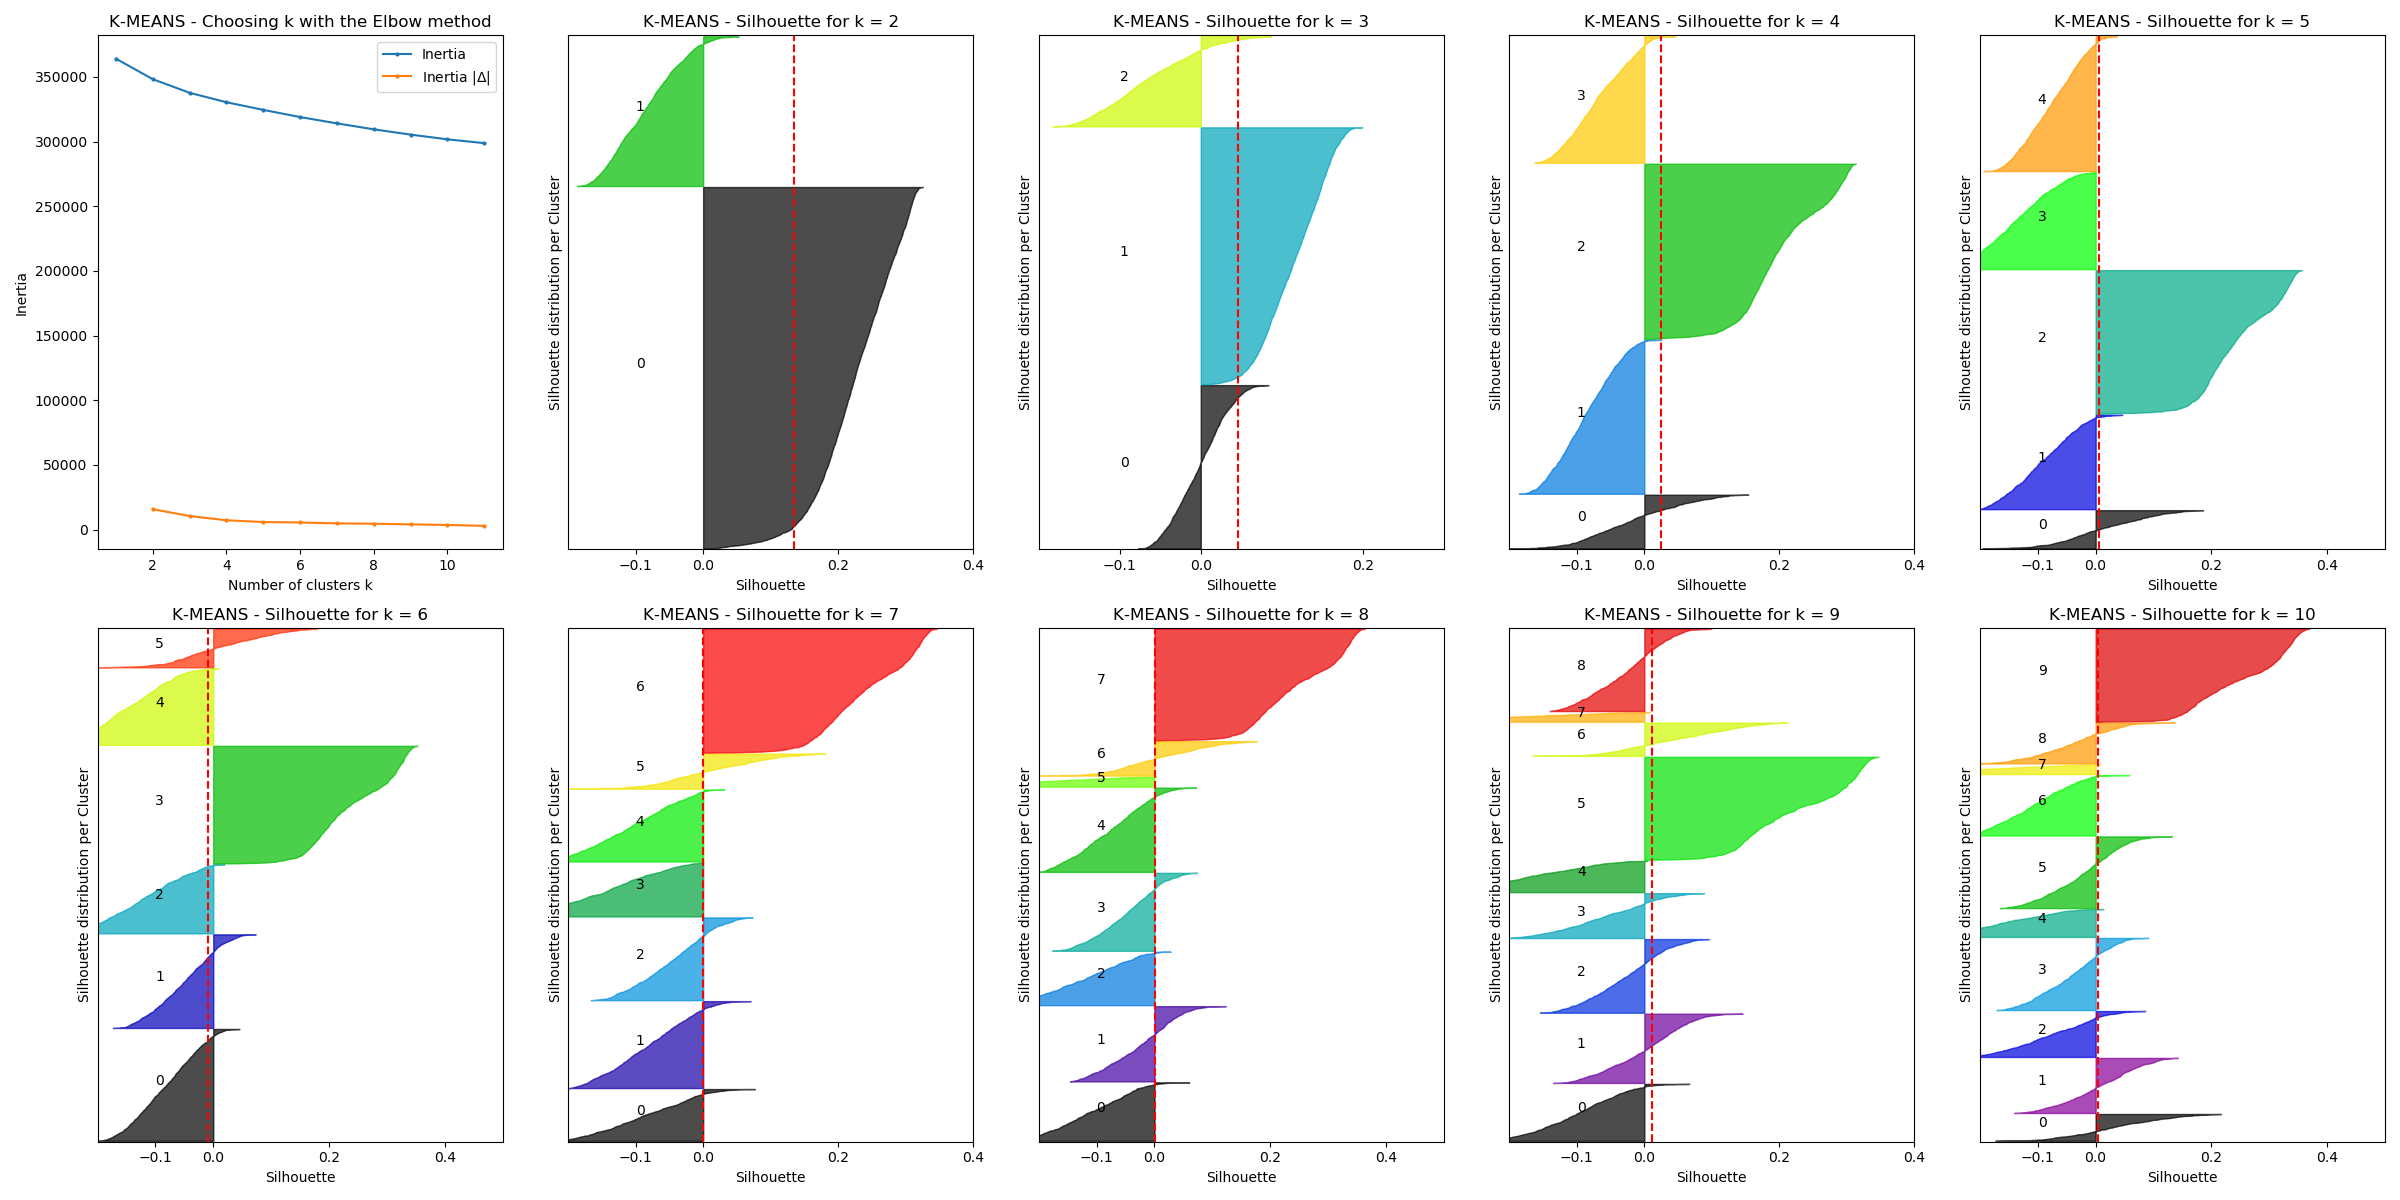 K-MEANS - Choosing k with the Elbow method
Inertia
Inertia |Δ|
350000
300000
250000
200000
150000
100000
50000
0
Inertia
2 4 6 8 10
Number of clusters k
K-MEANS - Silhouette for k = 2
1
0
Silhouette distribution per Cluster
−0.1 0.0 0.2 0.4
Silhouette
K-MEANS - Silhouette for k = 3
2
1
0
Silhouette distribution per Cluster
−0.1 0.0 0.2
Silhouette
K-MEANS - Silhouette for k = 4
3
2
1
0
Silhouette distribution per Cluster
−0.1 0.0 0.2 0.4
Silhouette
K-MEANS - Silhouette for k = 5
4
3
2
1
0
Silhouette distribution per Cluster
−0.1 0.0 0.2 0.4
Silhouette
K-MEANS - Silhouette for k = 6
5
4
3
2
1
0
Silhouette distribution per Cluster
−0.1 0.0 0.2 0.4
Silhouette
K-MEANS - Silhouette for k = 7
6
5
4
3
2
1
0
Silhouette distribution per Cluster
−0.1 0.0 0.2 0.4
Silhouette
K-MEANS - Silhouette for k = 8
7
6
5
4
3
2
1
0
Silhouette distribution per Cluster
−0.1 0.0 0.2 0.4
Silhouette
K-MEANS - Silhouette for k = 9
8
7
6
5
4
3
2
1
0
Silhouette distribution per Cluster
−0.1 0.0 0.2 0.4
Silhouette
K-MEANS - Silhouette for k = 10
9
8
7
6
5
4
3
2
1
0
Silhouette distribution per Cluster
−0.1 0.0 0.2 0.4
Silhouette